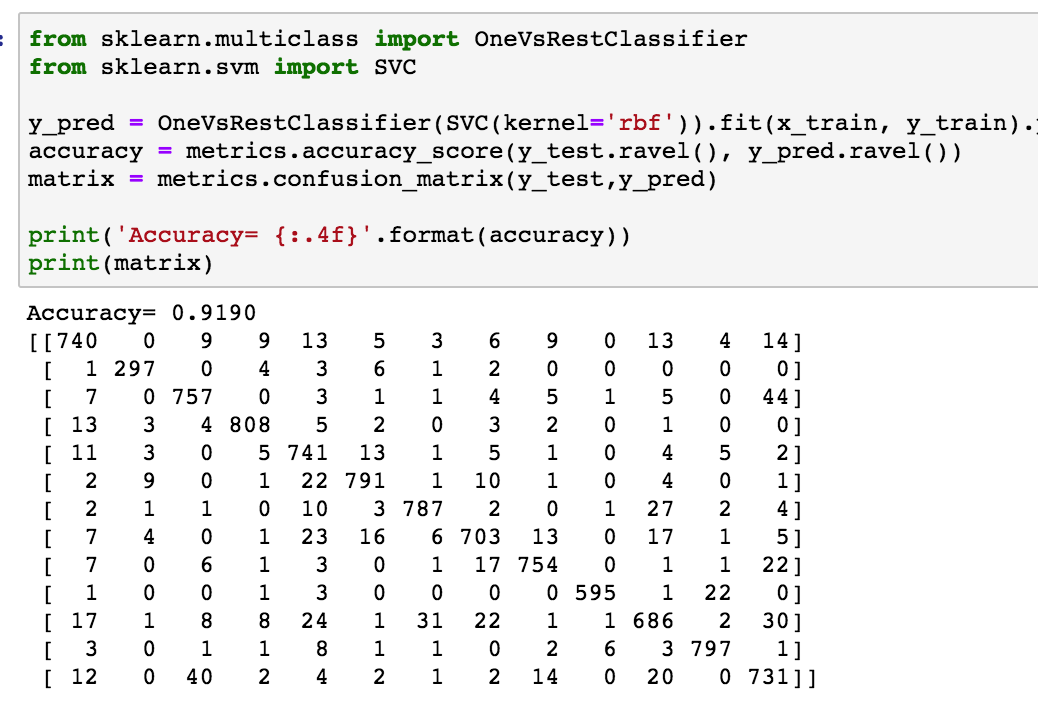 :
from sklearn.multiclass import OneVsRestClassifier
from sklearn.svm import SVC
y_pred = OneVsRestClassifier(SVC(kernel='rbf')).fit(x_train, y_train).
accuracy = metrics.accuracy_score(y_test.ravel(), y_pred.ravel())
matrix = metrics.confusion_matrix(y_test,y_pred)
print('Accuracy= {:.4f}'.format(accuracy))
print(matrix)
Accuracy= 0.9190
[[740 0 9 9 13 5 3 6 9 0 13 4 14]
[ 1 297 0 4 3 6 1 2 0 0 0 0 0]
[ 7 0 757 0 3 1 1 4 5 1 5 0 44]
[ 13 3 4 808 5 2 0 3 2 0 1 0 0]
[ 11 3 0 5 741 13 1 5 1 0 4 5 2]
[ 2 9 0 1 22 791 1 10 1 0 4 0 1]
[ 2 1 1 0 10 3 787 2 0 1 27 2 4]
[ 7 4 0 1 23 16 6 703 13 0 17 1 5]
[ 7 0 6 1 3 0 1 17 754 0 1 1 22]
[ 1 0 0 1 3 0 0 0 0 595 1 22 0]
[ 17 1 8 8 24 1 31 22 1 1 686 2 30]
[ 3 0 1 1 8 1 1 0 2 6 3 797 1]
[ 12 0 40 2 4 2 1 2 14 0 20 0 731]]